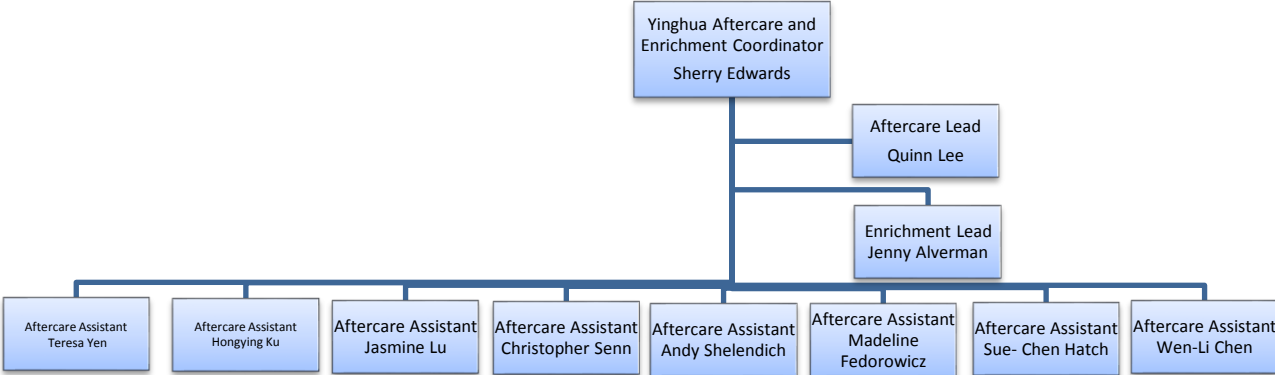 Yinghua Aftercare and
Enrichment Coordinator
Sherry Edwards
Aftercare Lead
Quinn Lee
Enrichment Lead
Jenny Alverman
Aftercare Assistant
Teresa Yen
Aftercare Assistant
Hongying Ku
Aftercare Assistant
Jasmine Lu
Aftercare Assistant
Christopher Senn
Aftercare Assistant
Andy Shelendich
Aftercare Assistant
Madeline
Fedorowicz
Aftercare Assistant
Sue- Chen Hatch
Aftercare Assistant
Wen-Li Chen